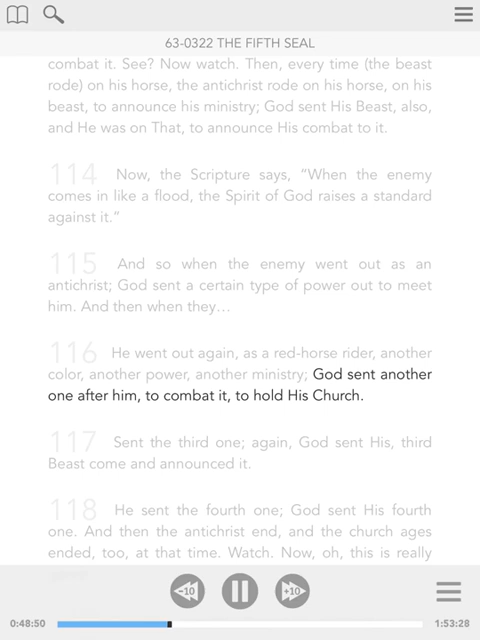 63-0322 THE FIFTH SEAL
combat it. See? Now watch. Then, every time (the beast
rode) on his horse, the antichrist rode on his horse, on his
beast, to announce his ministry; God sent His Beast, also,
and He was on That, to announce His combat to it.
114 Now, the Scripture says, “When the enemy
comes in like a flood, the Spirit of God raises a standard
against it.”
115 And so when the enemy went out as an
antichrist; God sent a certain type of power out to meet
him. And then when they…
116 He went out again, as a red-horse rider, another
color, another power, another ministry; God sent another
one after him, to combat it, to hold His Church.
117 Sent the third one; again, God sent His, third
Beast come and announced it.
118 He sent the fourth one; God sent His fourth
one. And then the antichrist end, and the church ages
ended, too, at that time. Watch. Now, oh, this is really
-10 +10
0:48:50 1:53:28